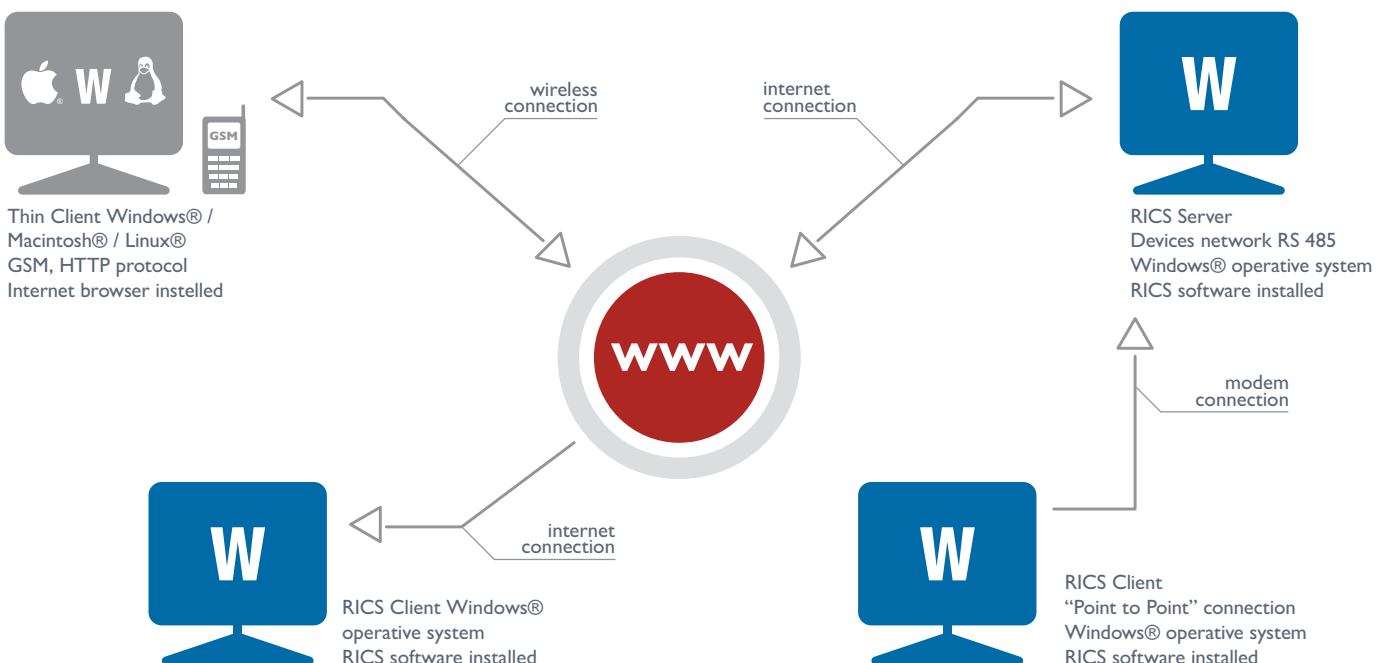 W
GSM
Thin Client Windows® /
Macintosh® / Linux®
GSM, HTTP protocol
Internet browser instelled
wireless
connection
internet
connection
W
RICS Server
Devices network RS 485
Windows® operative system
RICS software installed
www
modem
connection
W
internet
connection
RICS Client Windows®
operative system
RICS software installed
W
RICS Client
“Point to Point” connection
Windows® operative system
RICS software installed